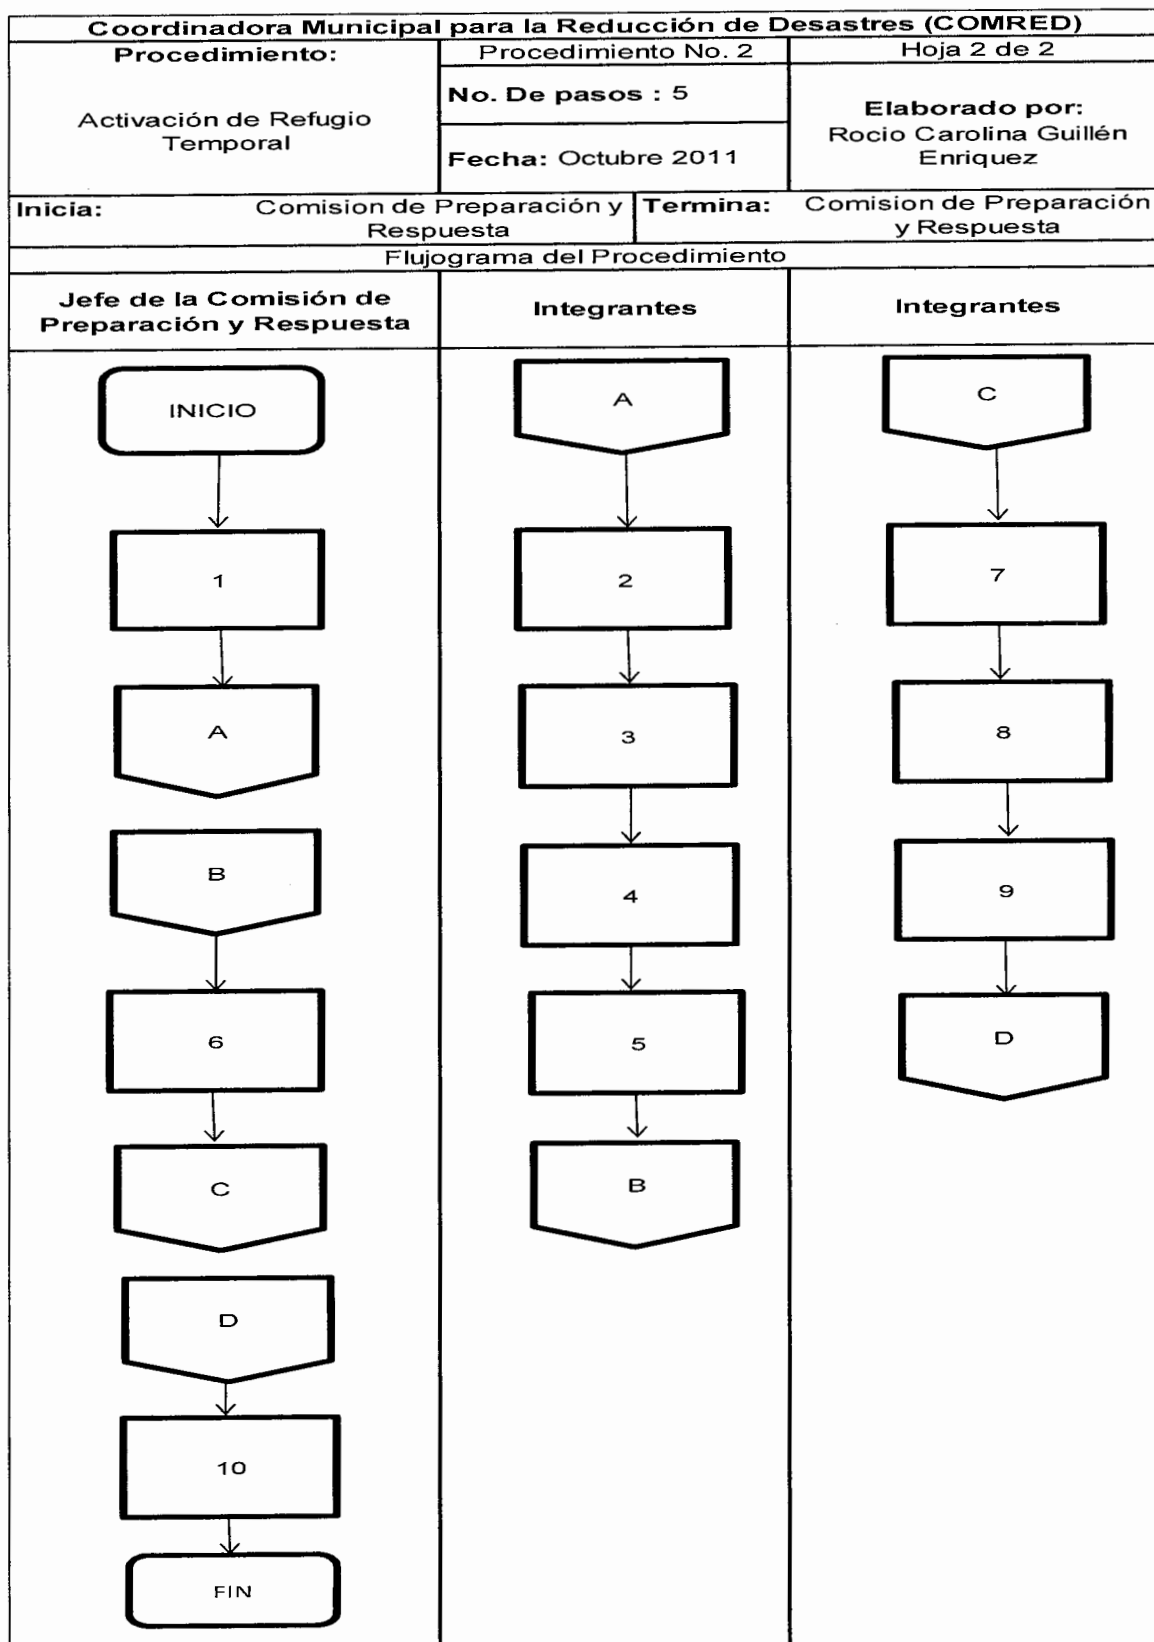 Coordinadora Municipal para la Reducción de Desastres (COMRED)
Procedimiento:
Activación de Refugio
Temporal
Procedimiento No. 2
No. De pasos : 5
Fecha: Octubre 2011
Hoja 2 de 2
Elaborado por:
Rocio Carolina Guillén
Enriquez
Inicia: Comision de Preparación y
Respuesta
Termina: Comision de Preparación
y Respuesta
Flujograma del Procedimiento
Jefe de la Comisión de
Preparación y Respuesta
INICIO
1
A
B
6
C
D
10
FIN
Integrantes
A
2
3
4
5
B
Integrantes
C
7
8
9
D